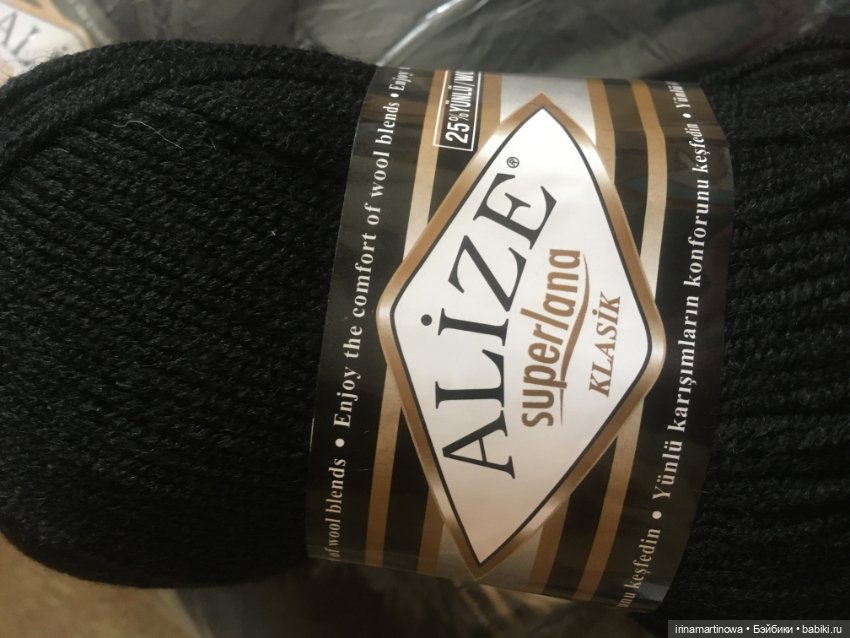 25% YÜNLÜ/WO
of wool blends • Enjoy the comfort of wool blends • Enjoy
ALİZE®
superlana
KLASİK
keşfedin • Yünlü karışımların konforunu keşfedin • Yünlü
irinamartinowa • Бэйбики • babiki.ru